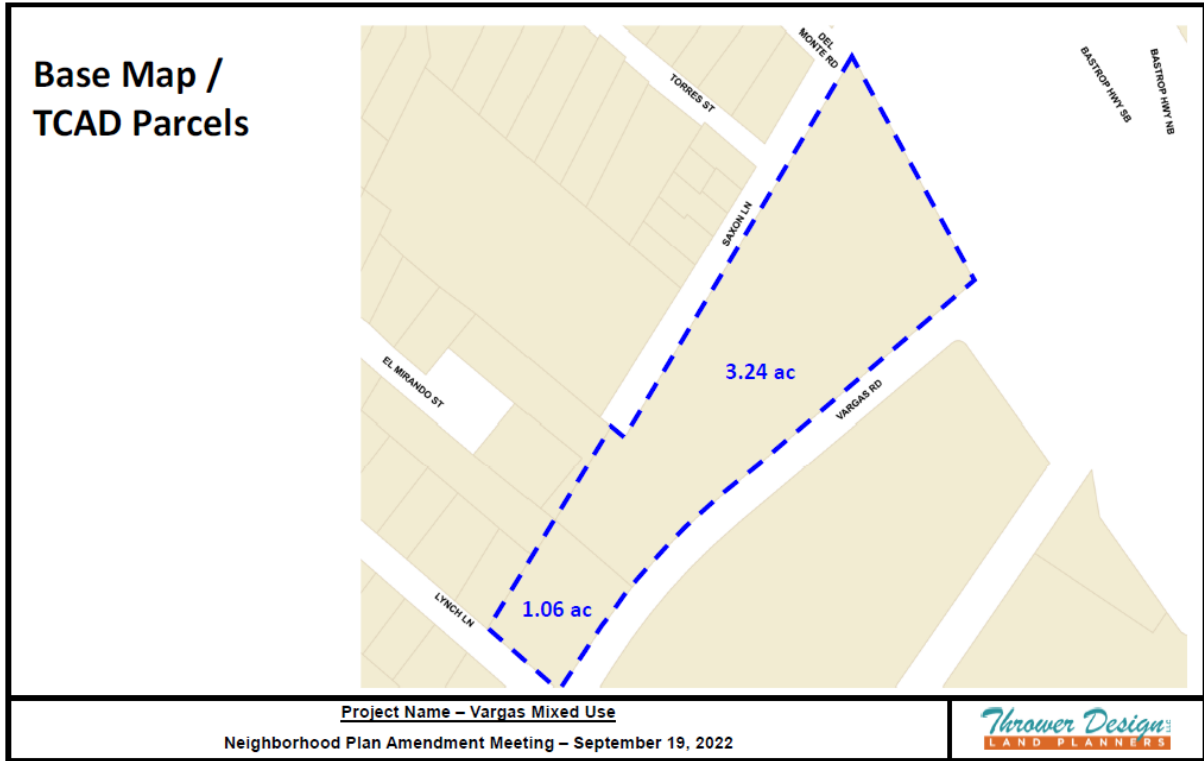 Base Map /
TCAD Parcels
DEL
MONTE RD
TORRES ST
BASTROP HWY SB
BASTROP HWY NB
SAXON LN
EL MIRANDO ST
3.24 ac
VARGAS RD
LYNCH LN
1.06 ac
Project Name – Vargas Mixed Use
Neighborhood Plan Amendment Meeting – September 19, 2022
Thrower Design LLC
LAND PLANNERS